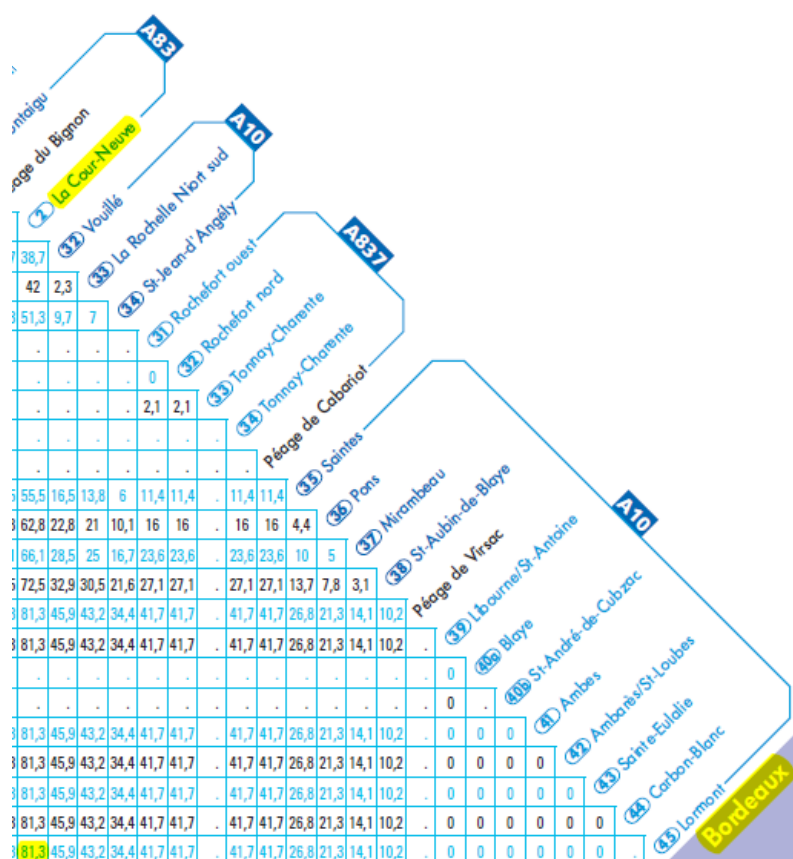 A83
ntaigu
age du Bignon
2 La Cour-Neuve
A10
32 Vouillé
33 La Rochelle Niort sud
34 St-Jean-d'Angély
A837
31 Rochefort ouest
32 Rochefort nord
33 Tonnay-Charente
34 Tonnay-Charente
Péage de Cabariot
A10
35 Saintes
36 Pons
37 Mirambeau
38 St-Aubin-de-Blaye
Péage de Virsac
39 Libourne/St-Antoine
40a Blaye
40b St-André-de-Cubzac
41 Ambes
42 Ambarès/St-Loubes
43 Sainte-Eulalie
44 Carbon-Blanc
45 Lormont
Bordeaux
7 38,7
42 2,3
3 51,3 9,7 7
. . . .
. . . . 0
. . . . 2,1 2,1
. . . . . . .
. . . . . . . .
5 55,5 16,5 13,8 6 11,4 11,4 . 11,4 11,4
3 62,8 22,8 21 10,1 16 16 . 16 16 4,4
1 66,1 28,5 25 16,7 23,6 23,6 . 23,6 23,6 10 5
5 72,5 32,9 30,5 21,6 27,1 27,1 . 27,1 27,1 13,7 7,8 3,1
3 81,3 45,9 43,2 34,4 41,7 41,7 . 41,7 41,7 26,8 21,3 14,1 10,2
3 81,3 45,9 43,2 34,4 41,7 41,7 . 41,7 41,7 26,8 21,3 14,1 10,2 .
. . . . . . . . . . . . . . 0
. . . . . . . . . . . . . . 0 .
3 81,3 45,9 43,2 34,4 41,7 41,7 . 41,7 41,7 26,8 21,3 14,1 10,2 . 0 0 0
3 81,3 45,9 43,2 34,4 41,7 41,7 . 41,7 41,7 26,8 21,3 14,1 10,2 . 0 0 0 0
3 81,3 45,9 43,2 34,4 41,7 41,7 . 41,7 41,7 26,8 21,3 14,1 10,2 . 0 0 0 0 0
3 81,3 45,9 43,2 34,4 41,7 41,7 . 41,7 41,7 26,8 21,3 14,1 10,2 . 0 0 0 0 0 0
3 81,3 45,9 43,2 34,4 41,7 41,7 . 41,7 41,7 26,8 21,3 14,1 10,2 . 0 0 0 0 0 0 .